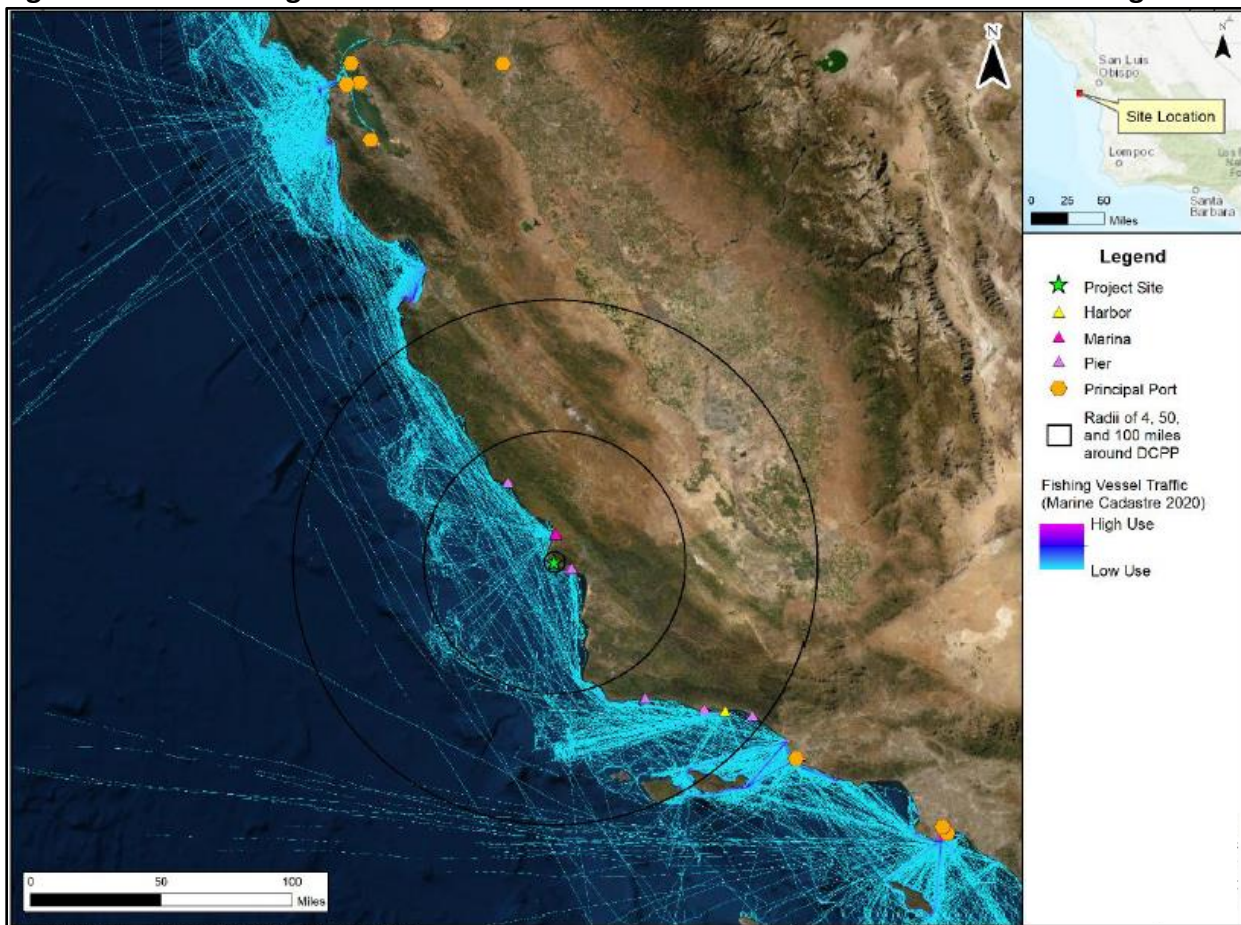 N
0
50
100
Miles
N
San Luis
Obispo
Site Location
Lompoc
Santa
Barbara
0 25 50
Miles
Legend
Project Site
Harbor
Marina
Pier
Principal Port
Radii of 4, 50,
and 100 miles
around DCPP
Fishing Vessel Traffic
(Marine Cadastre 2020)
High Use
Low Use